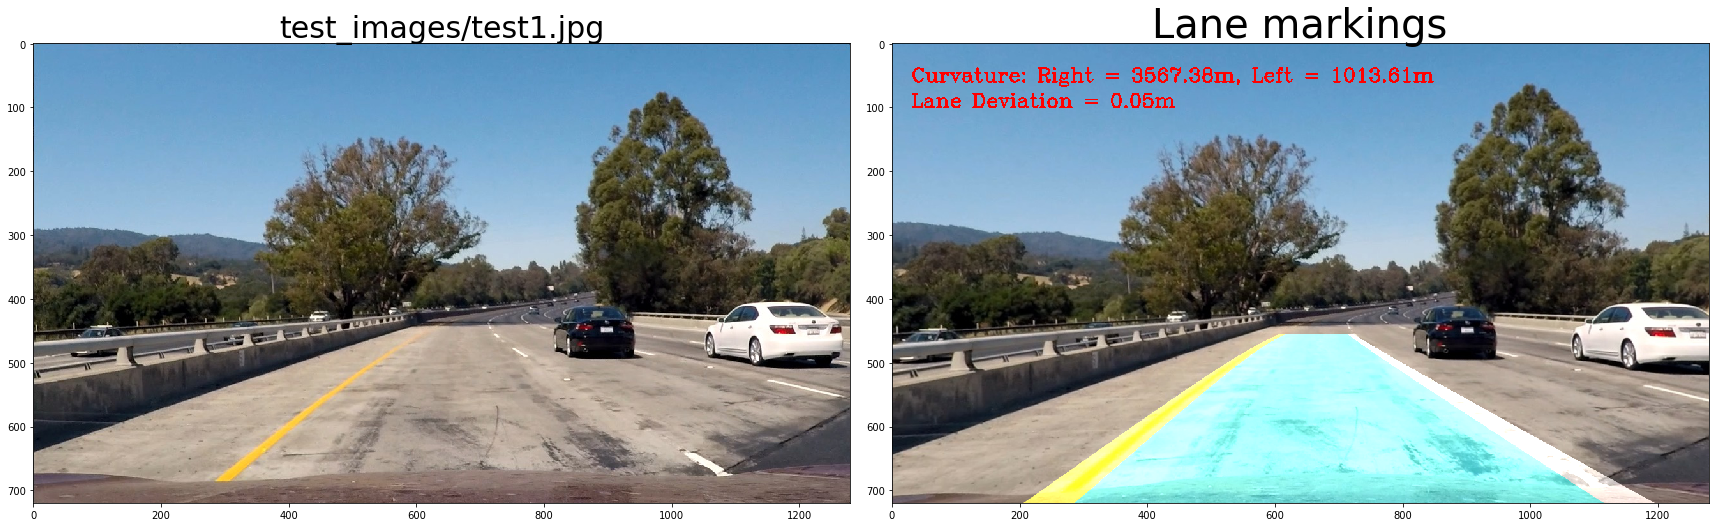 test_images/test1.jpg
Lane markings
0
100
200
300
400
500
600
700
0 200 400 600 800 1000 1200
0
100
200
300
400
500
600
700
0 200 400 600 800 1000 1200
Curvature: Right = 3567.38m, Left = 1013.61m
Lane Deviation = 0.05m